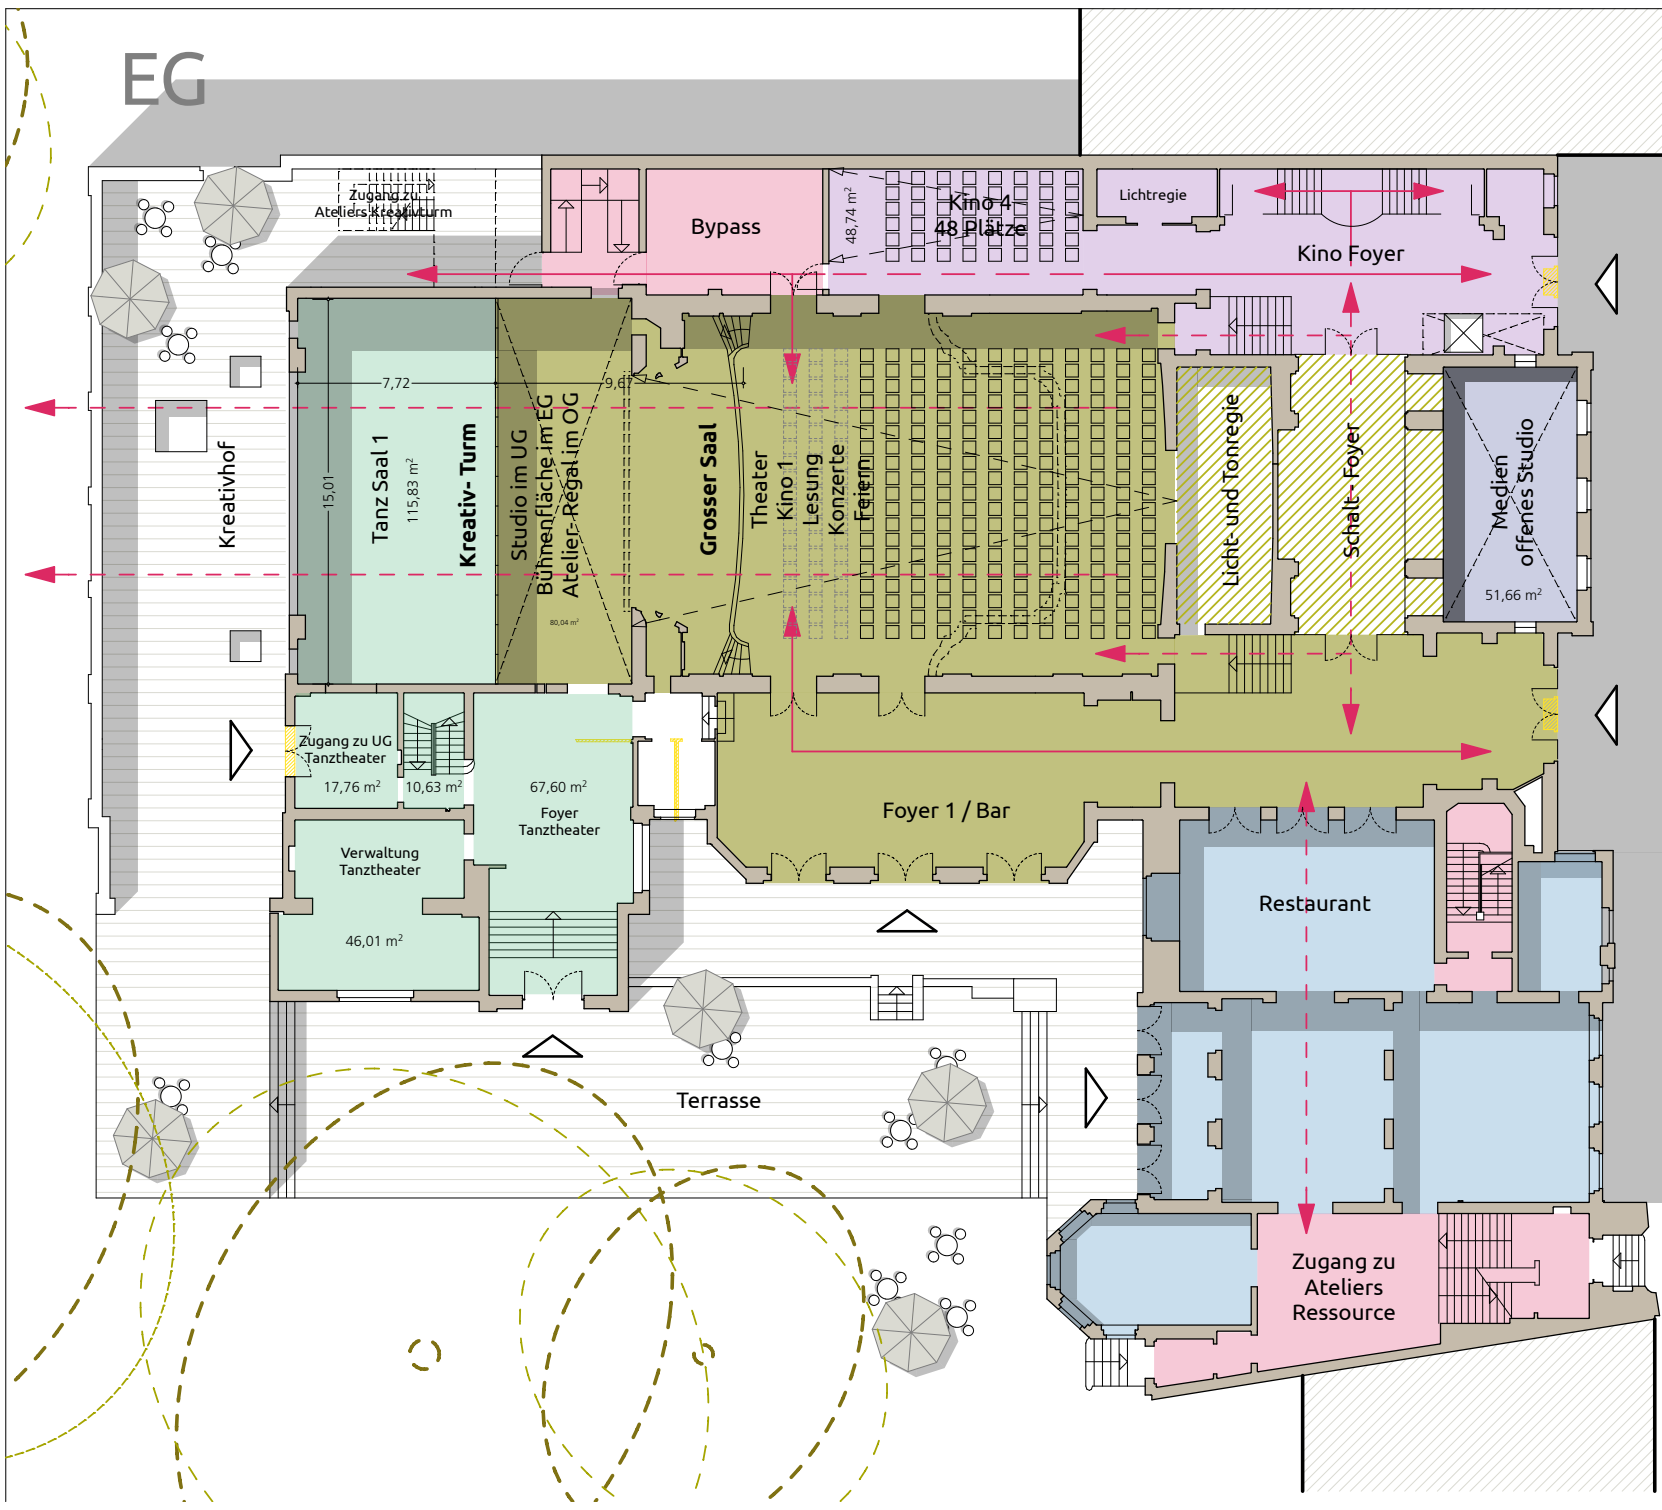 EG
Zugang zu
Ateliers Kreativturm
Bypass
48,74 m²
Kino 4
48 Plätze
Lichtregie
Kino Foyer
Kreativhof
7,72
9,67
15,01
Tanz Saal 1
115,83 m²
Kreativ- Turm
Studio im UG
Bühnenfläche im EG
Atelier- Regal im OG
80,04 m²
Grosser Saal
Theater
Kino 1
Lesung
Konzerte
Feiern
Licht- und Tonregie
Schalt - Foyer
Medien
offenes Studio
51,66 m²
Zugang zu UG
Tanztheater
17,76 m²
10,63 m²
67,60 m²
Foyer
Tanztheater
Verwaltung
Tanztheater
46,01 m²
Foyer 1 / Bar
Restaurant
Terrasse
Zugang zu
Ateliers
Ressource